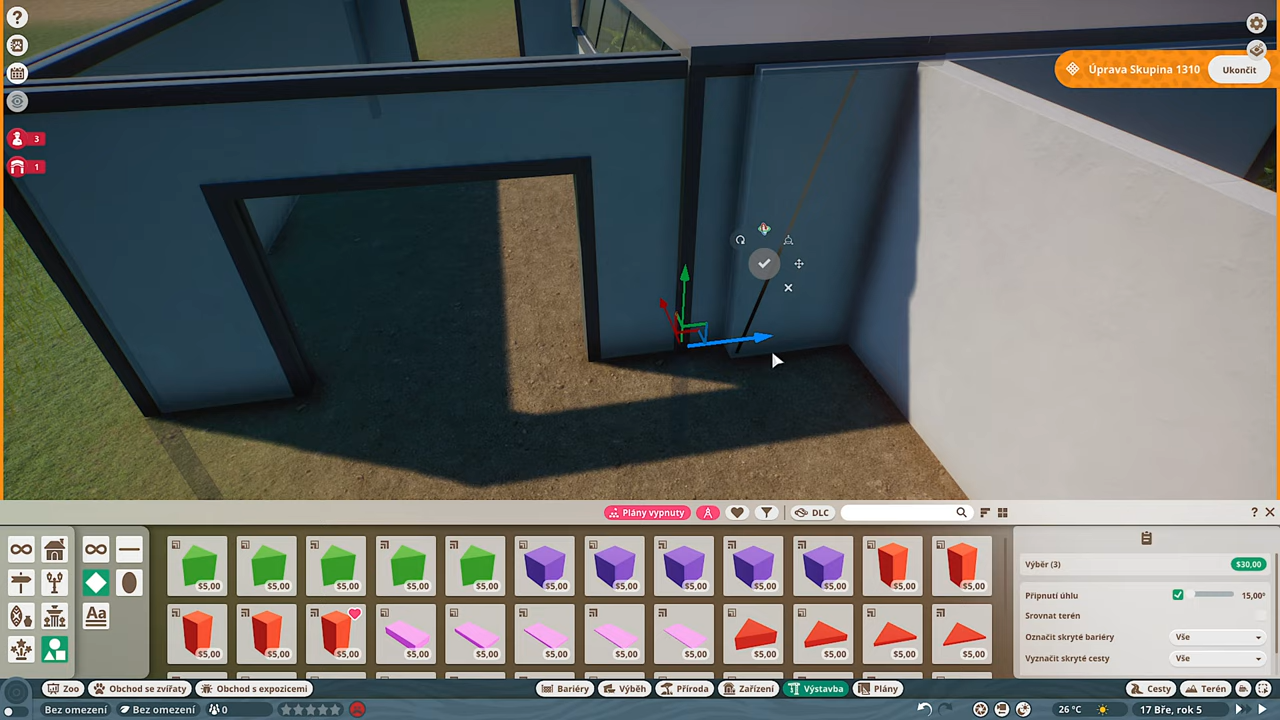 ?
Úprava Skupina 1310
Ukončit
3
1
Plány vypnuty
DLC
?
$5,00 $5,00 $5,00 $5,00 $5,00 $5,00 $5,00 $5,00 $5,00 $5,00 $5,00 $5,00
$5,00 $5,00 $5,00 $5,00 $5,00 $5,00 $5,00 $5,00 $5,00 $5,00 $5,00 $5,00
Aa
Výběr (3) $30,00
Připnutí úhlu 15,00°
Srovnat terén
Označit skryté bariéry Vše
Vyznačit skryté cesty Vše
Zoo Obchod se zvířaty Obchod s expozicemi Bariéry Výběh Příroda Zařízení Výstavba Plány Cesty Terén
Bez omezení Bez omezení 0 26 °C 17 Bře, rok 5